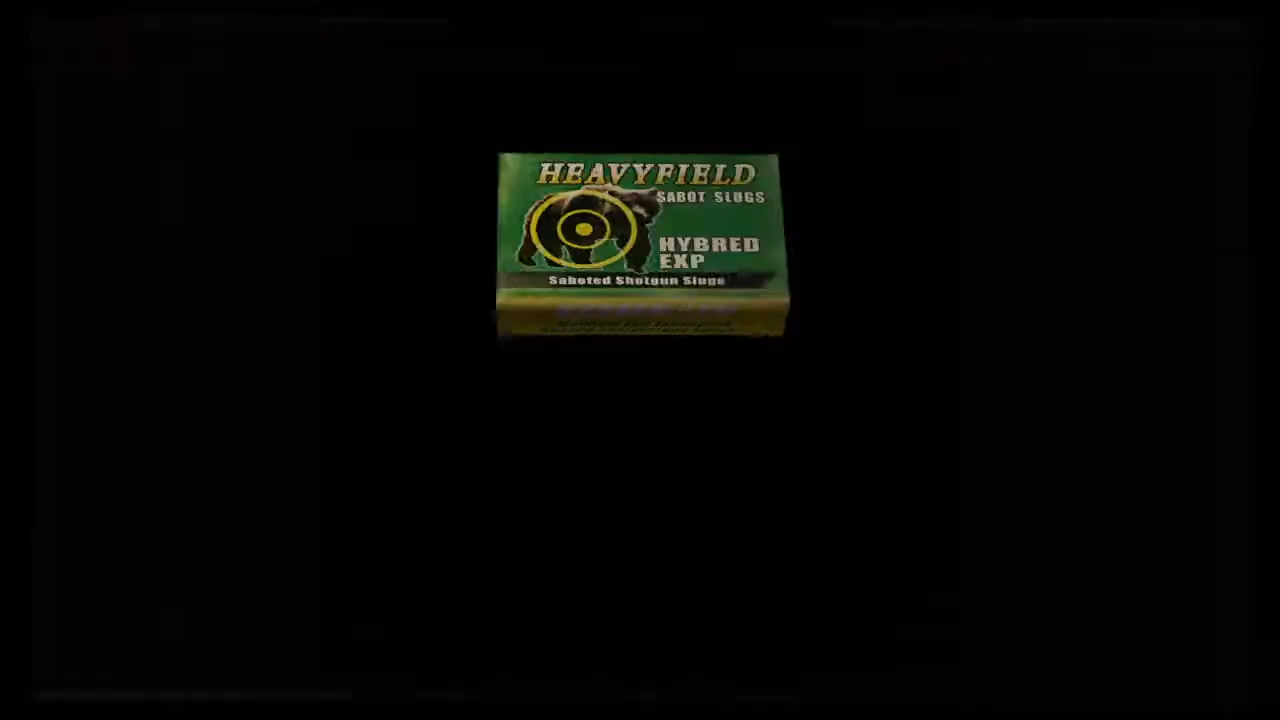 HEAVYFIELD
SABOT SLUGS
HYBRED
EXP
Saboted Shotgun Slugs